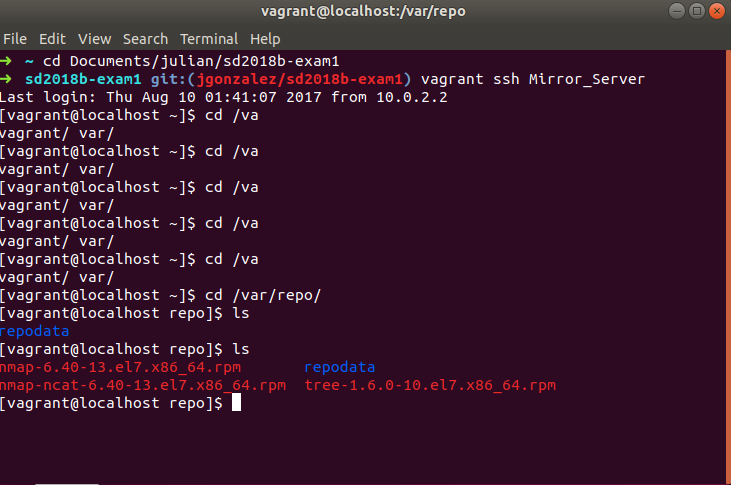 vagrant@localhost:/var/repo
File Edit View Search Terminal Help
➜ ~ cd Documents/julian/sd2018b-exam1
➜ sd2018b-exam1 git:(jgonzalez/sd2018b-exam1) vagrant ssh Mirror_Server
Last login: Thu Aug 10 01:41:07 2017 from 10.0.2.2
[vagrant@localhost ~]$ cd /va
vagrant/ var/
[vagrant@localhost ~]$ cd /va
vagrant/ var/
[vagrant@localhost ~]$ cd /va
vagrant/ var/
[vagrant@localhost ~]$ cd /va
vagrant/ var/
[vagrant@localhost ~]$ cd /va
vagrant/ var/
[vagrant@localhost ~]$ cd /var/repo/
[vagrant@localhost repo]$ ls
repodata
[vagrant@localhost repo]$ ls
nmap-6.40-13.el7.x86_64.rpm repodata
nmap-ncat-6.40-13.el7.x86_64.rpm tree-1.6.0-10.el7.x86_64.rpm
[vagrant@localhost repo]$